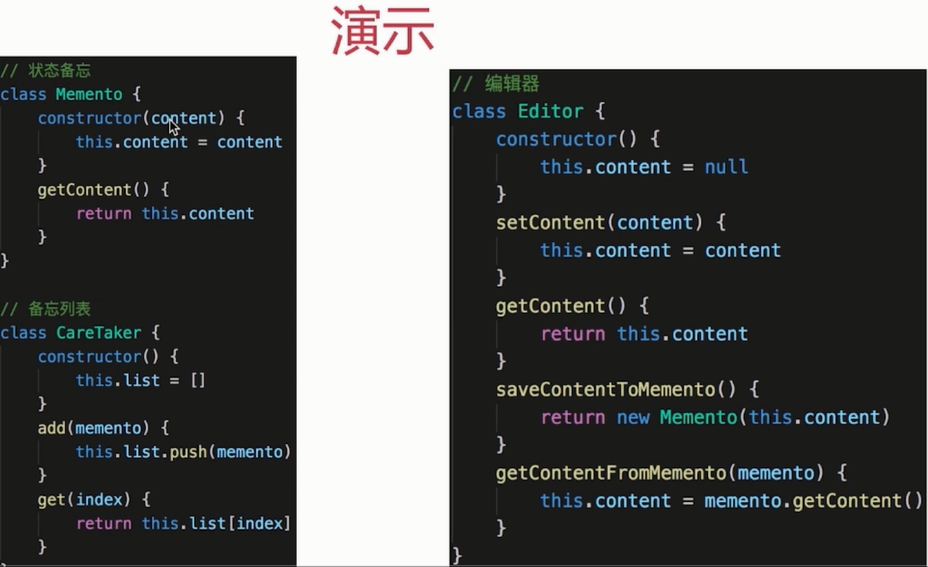 演示
// 状态备忘
class Memento {
    constructor(content) {
        this.content = content
    }
    getContent() {
        return this.content
    }
}
// 备忘列表
class CareTaker {
    constructor() {
        this.list = []
    }
    add(memento) {
        this.list.push(memento)
    }
    get(index) {
        return this.list[index]
    }
}
// 编辑器
class Editor {
    constructor() {
        this.content = null
    }
    setContent(content) {
        this.content = content
    }
    getContent() {
        return this.content
    }
    saveContentToMemento() {
        return new Memento(this.content)
    }
    getContentFromMemento(memento) {
        this.content = memento.getContent()
    }
}